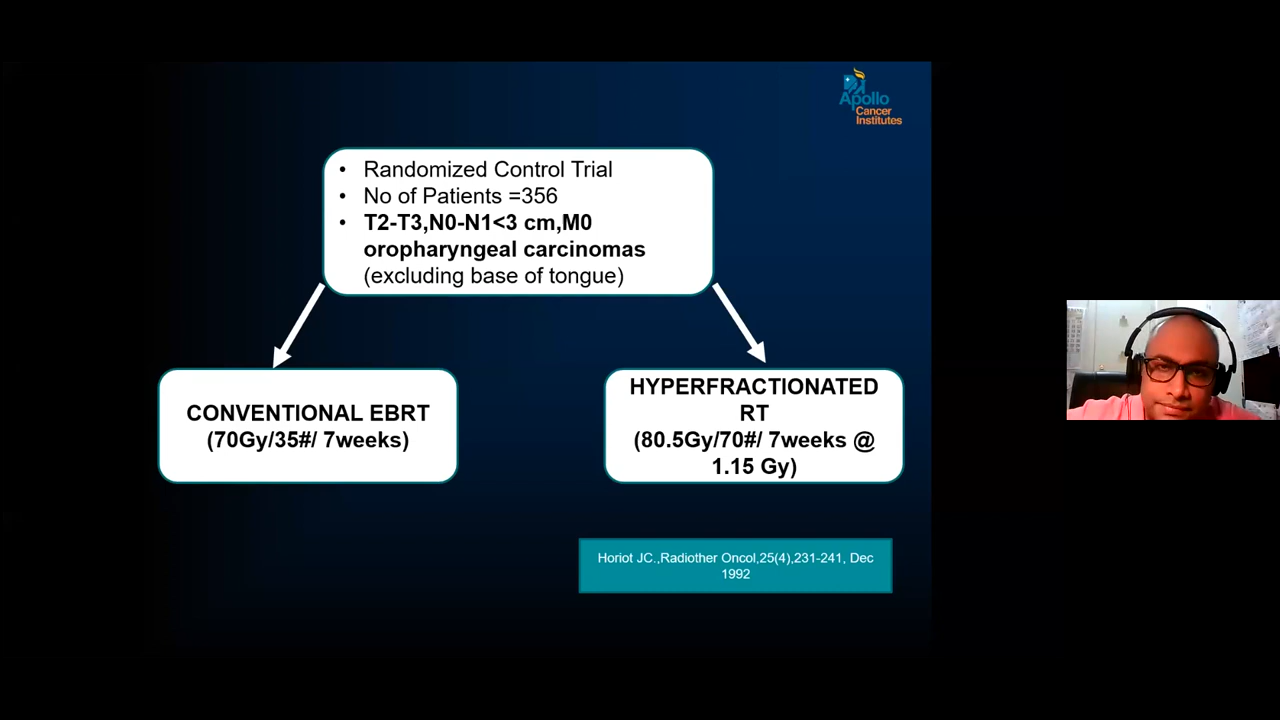 Apollo
Cancer
Institutes
• Randomized Control Trial
• No of Patients =356
• T2-T3,N0-N1<3 cm,M0
oropharyngeal carcinomas
(excluding base of tongue)
CONVENTIONAL EBRT
(70Gy/35#/ 7weeks)
HYPERFRACTIONATED
RT
(80.5Gy/70#/ 7weeks @
1.15 Gy)
Horiot JC.,Radiother Oncol,25(4),231-241, Dec
1992